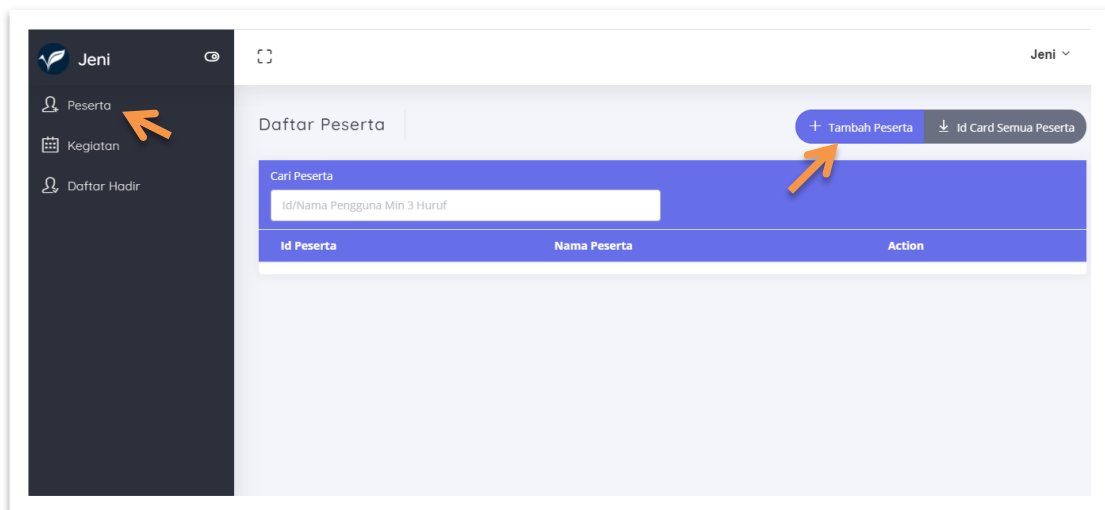 Jeni
Jeni
Peserta
Kegiatan
Daftar Hadir
Daftar Peserta
+ Tambah Peserta
Id Card Semua Peserta
Cari Peserta
Id/Nama Pengguna Min 3 Huruf
Id Peserta Nama Peserta Action